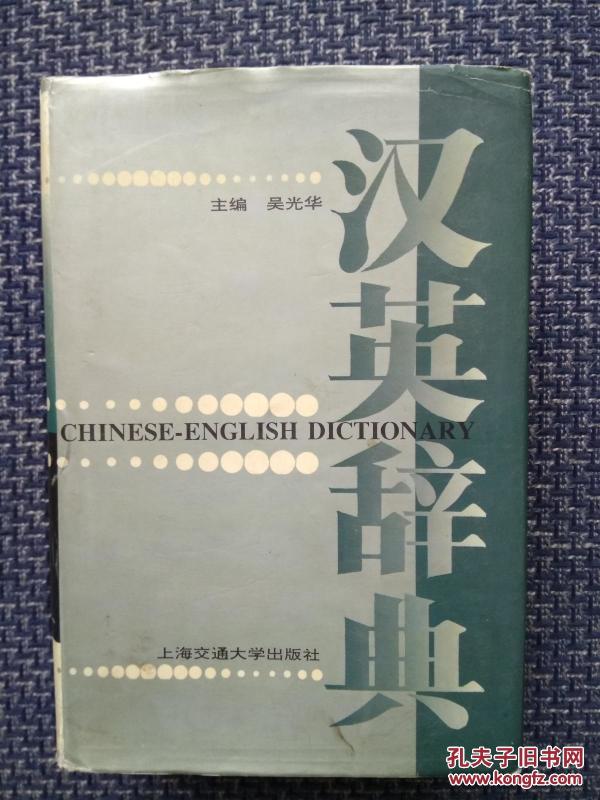 主编 吴光华
汉英辞典
CHINESE-ENGLISH DICTIONARY
上海交通大学出版社
孔夫子旧书网
www.kongfz.com